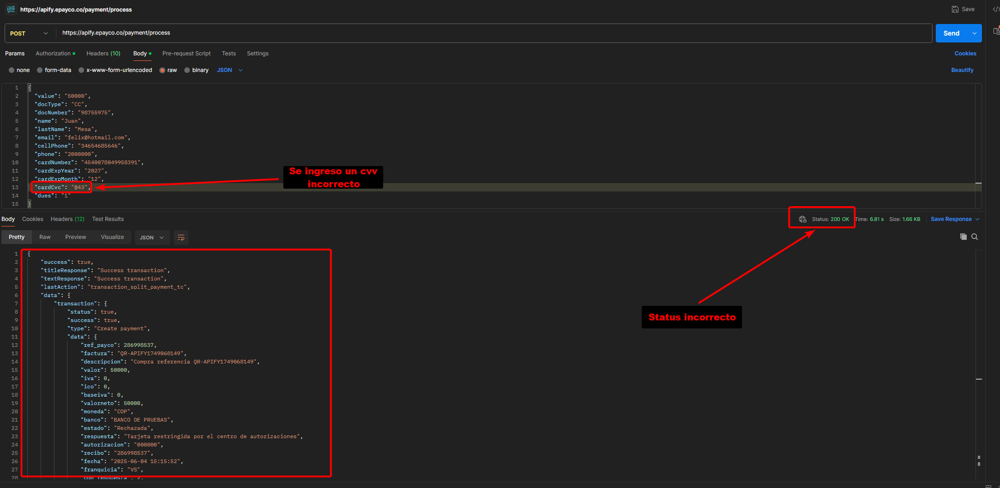 HTTP https://apify.epayco.co/payment/process
Save
POST https://apify.epayco.co/payment/process
Send
Params Authorization Headers (10) Body Pre-request Script Tests Settings
Cookies
none form-data x-www-form-urlencoded raw binary JSON
Beautify
1 {
2 "value": "50000",
3 "docType": "CC",
4 "docNumber": "98755975",
5 "name": "Juan",
6 "lastName": "Mesa",
7 "email": "felix@hotmail.com",
8 "cellPhone": "34654685646",
9 "phone": "2000000",
10 "cardNumber": "4540078049958391",
11 "cardExpYear": "2027",
12 "cardExpMonth": "12",
13 "cardCvc": "@43",
14 "dues": "1"
15 }
Se ingreso un cvv
incorrecto
Body Cookies Headers (12) Test Results
Status: 200 OK Time: 6.81 s Size: 1.66 KB Save Response
Pretty Raw Preview Visualize JSON
1 {
2 "success": true,
3 "titleResponse": "Success transaction",
4 "textResponse": "Success transaction",
5 "lastAction": "transaction_split_payment_tc",
6 "data": {
7 "transaction": {
8 "status": true,
9 "success": true,
10 "type": "Create payment",
11 "data": {
12 "ref_payco": 286998537,
13 "factura": "QR-APIFY1749068149",
14 "descripcion": "Compra referencia QR-APIFY1749068149",
15 "valor": 50000,
16 "iva": 0,
17 "ico": 0,
18 "baseiva": 0,
19 "valorneto": 50000,
20 "moneda": "COP",
21 "banco": "BANCO DE PRUEBAS",
22 "estado": "Rechazada",
23 "respuesta": "Tarjeta restringida por el centro de autorizaciones",
24 "autorizacion": "000000",
25 "recibo": "286998537",
26 "fecha": "2025-06-04 15:15:52",
27 "franquicia": "VS",
28 "cod_respuesta": 2,
Status incorrecto